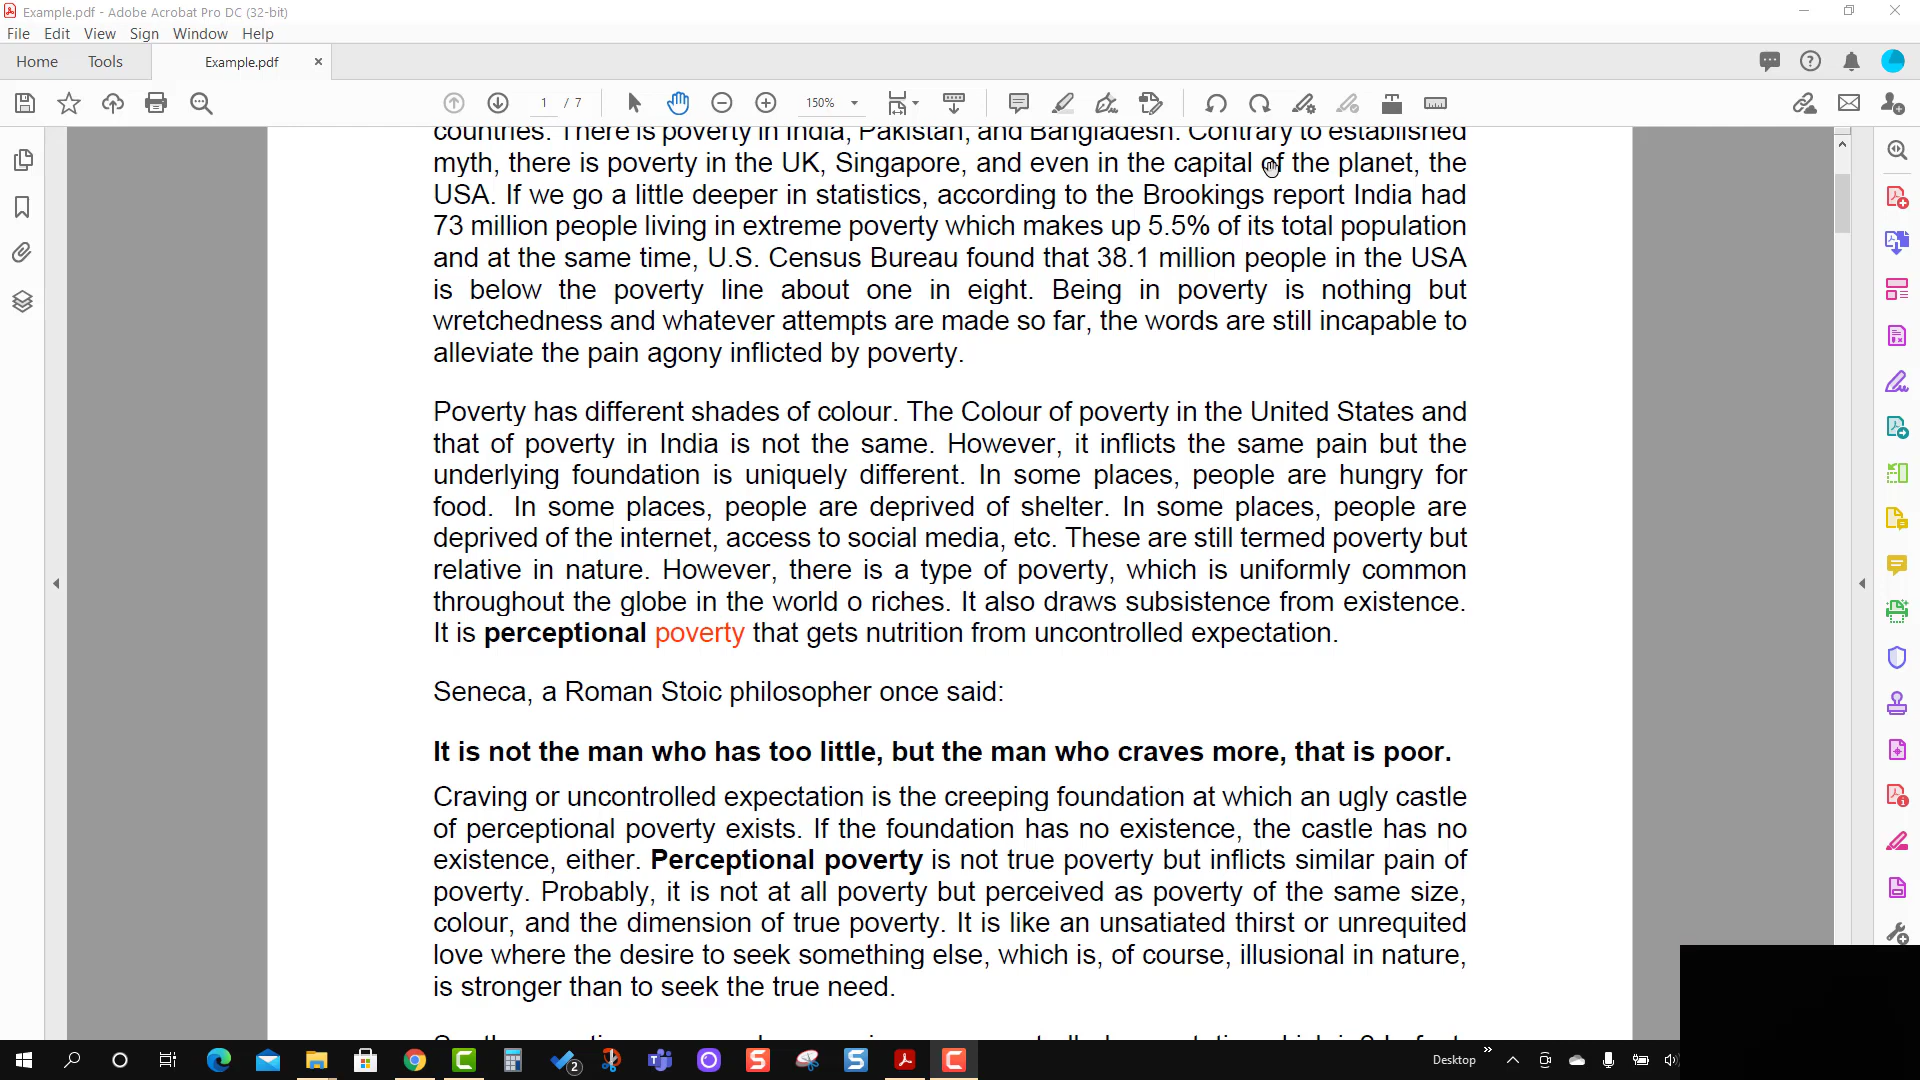 Example.pdf - Adobe Acrobat Pro DC (32-bit)
File Edit View Sign Window Help
Home Tools Example.pdf
1 / 7 150%
countries. There is poverty in India, Pakistan, and Bangladesh. Contrary to established
myth, there is poverty in the UK, Singapore, and even in the capital of the planet, the
USA. If we go a little deeper in statistics, according to the Brookings report India had
73 million people living in extreme poverty which makes up 5.5% of its total population
and at the same time, U.S. Census Bureau found that 38.1 million people in the USA
is below the poverty line about one in eight. Being in poverty is nothing but
wretchedness and whatever attempts are made so far, the words are still incapable to
alleviate the pain agony inflicted by poverty.
Poverty has different shades of colour. The Colour of poverty in the United States and
that of poverty in India is not the same. However, it inflicts the same pain but the
underlying foundation is uniquely different. In some places, people are hungry for
food. In some places, people are deprived of shelter. In some places, people are
deprived of the internet, access to social media, etc. These are still termed poverty but
relative in nature. However, there is a type of poverty, which is uniformly common
throughout the globe in the world o riches. It also draws subsistence from existence.
It is perceptional poverty that gets nutrition from uncontrolled expectation.
Seneca, a Roman Stoic philosopher once said:
It is not the man who has too little, but the man who craves more, that is poor.
Craving or uncontrolled expectation is the creeping foundation at which an ugly castle
of perceptional poverty exists. If the foundation has no existence, the castle has no
existence, either. Perceptional poverty is not true poverty but inflicts similar pain of
poverty. Probably, it is not at all poverty but perceived as poverty of the same size,
colour, and the dimension of true poverty. It is like an unsatiated thirst or unrequited
love where the desire to seek something else, which is, of course, illusional in nature,
is stronger than to seek the true need.
2
Desktop